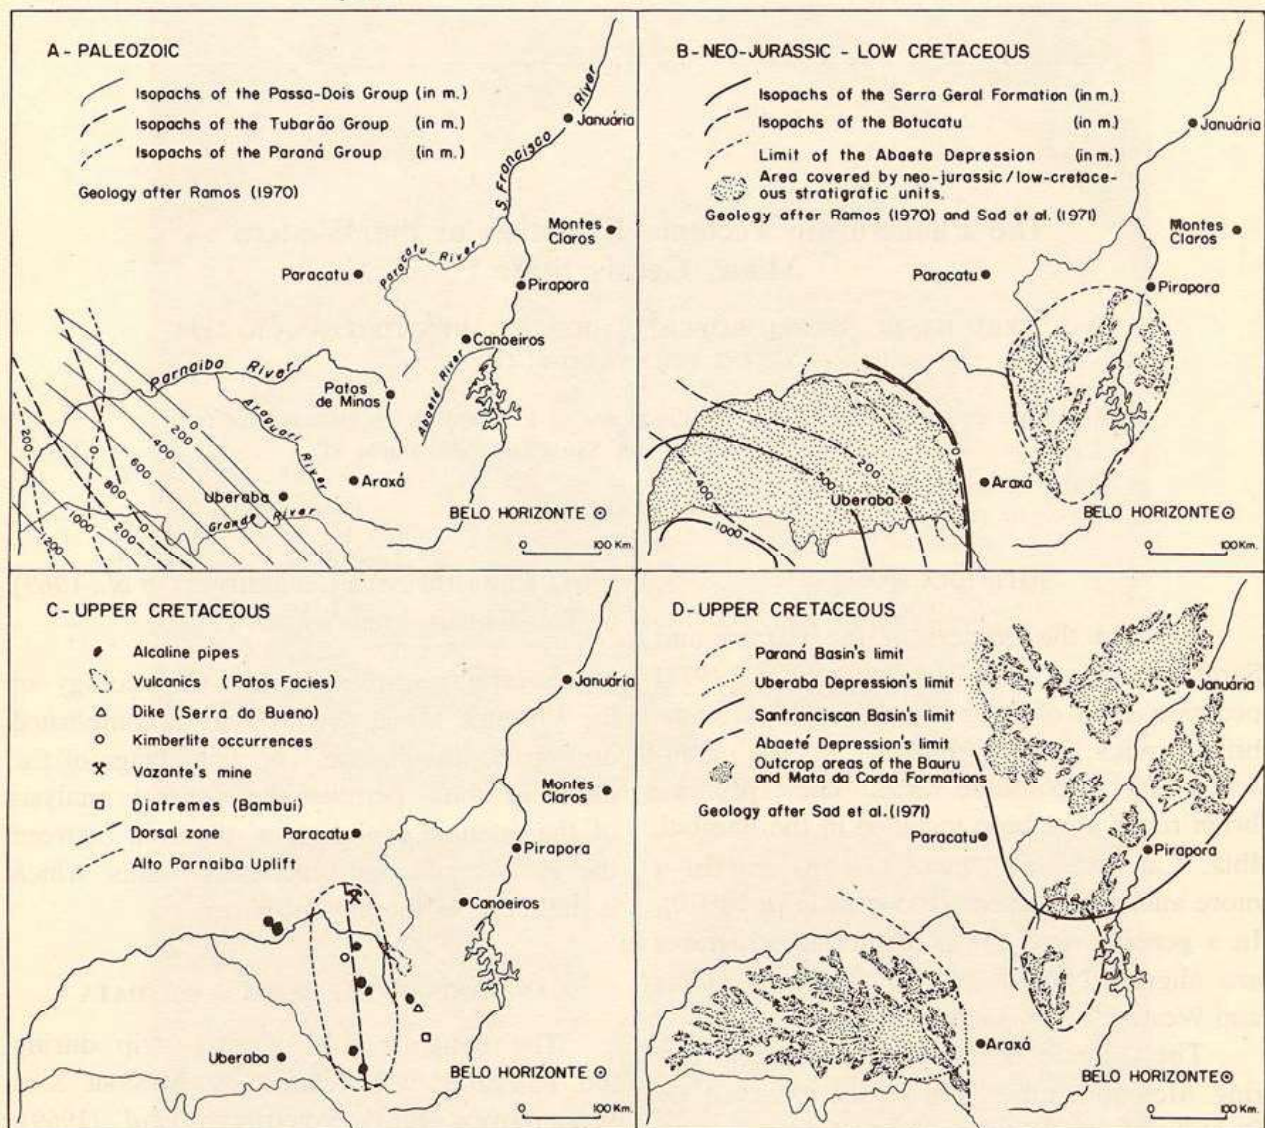 A - PALEOZOIC
Isopachs of the Passa-Dois Group (in m.)
Isopachs of the Tubarão Group (in m.)
Isopachs of the Paraná Group (in m.)
Geology after Ramos (1970)
S. Francisco River
Januária
Montes Claros
Paracatu
Paracatu River
Pirapora
Canoeiros
Parnaiba River
Patos de Minas
Abaeté River
Araguari River
200
0
0
200
400
600
800
0
200
1000
1200
Uberaba
Araxá
Grande River
BELO HORIZONTE
0 100 Km.
B - NEO-JURASSIC - LOW CRETACEOUS
Isopachs of the Serra Geral Formation (in m.)
Isopachs of the Botucatu (in m.)
Limit of the Abaete Depression (in m.)
Area covered by neo-jurassic/low-cretace-
ous stratigrafic units.
Geology after Ramos (1970) and Sad et al. (1971)
Januária
Montes Claros
Paracatu
Pirapora
0
200
500
400
1000
Uberaba
Araxá
BELO HORIZONTE
0 100 Km.
C - UPPER CRETACEOUS
Alcaline pipes
Vulcanics (Patos Facies)
Dike (Serra do Bueno)
Kimberlite occurrences
Vazante's mine
Diatremes (Bambui)
Dorsal zone
Alto Parnaiba Uplift
Januária
Montes Claros
Paracatu
Pirapora
Canoeiros
Uberaba
BELO HORIZONTE
0 100 Km.
D - UPPER CRETACEOUS
Paraná Basin's limit
Uberaba Depression's limit
Sanfranciscan Basin's limit
Abaeté Depression's limit
Outcrop areas of the Bauru
and Mata da Corda Formations
Geology after Sad et al. (1971)
Januária
Paracatu
Pirapora
Araxá
BELO HORIZONTE
0 100 Km.